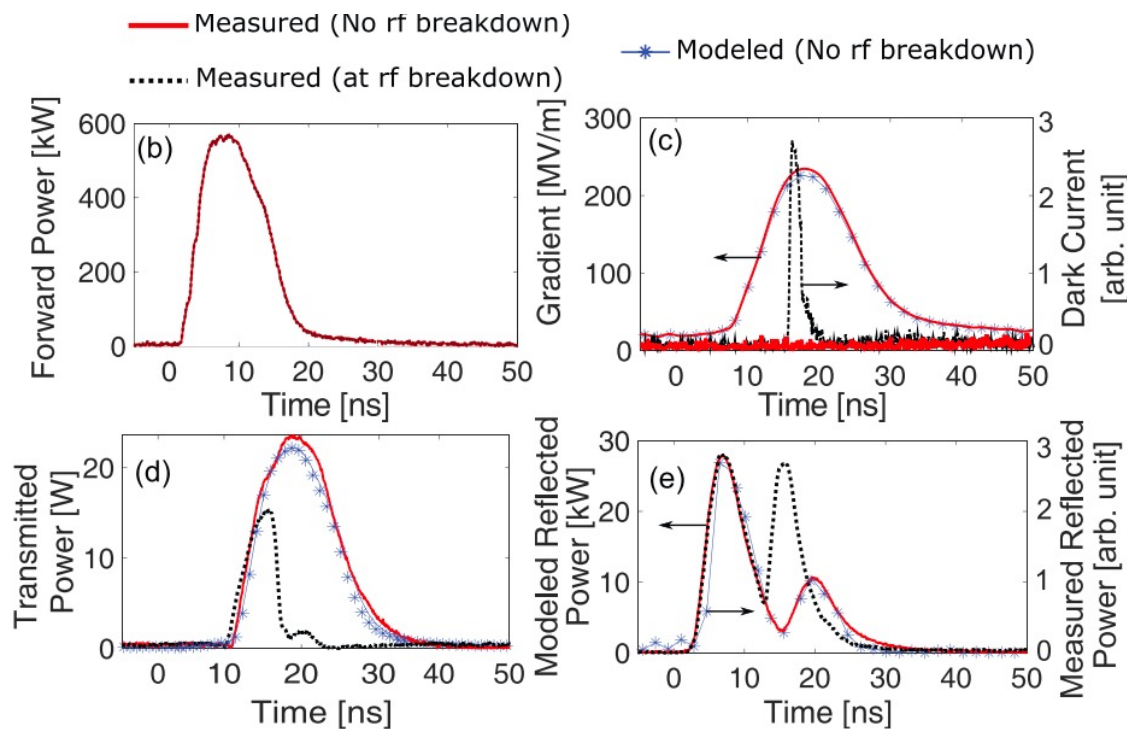 Measured (No rf breakdown)
Modeled (No rf breakdown)
Measured (at rf breakdown)
(b)
Forward Power [kW]
600
400
200
0
0
10
20
30
40
50
Time [ns]
(c)
Gradient [MV/m]
300
200
100
0
Dark Current
[arb. unit]
3
2
1
0
0
10
20
30
40
50
Time [ns]
(d)
Transmitted
Power [W]
20
10
0
0
10
20
30
40
50
Time [ns]
(e)
Modeled Reflected
Power [kW]
30
20
10
0
Measured Reflected
Power [arb. unit]
3
2
1
0
0
10
20
30
40
50
Time [ns]